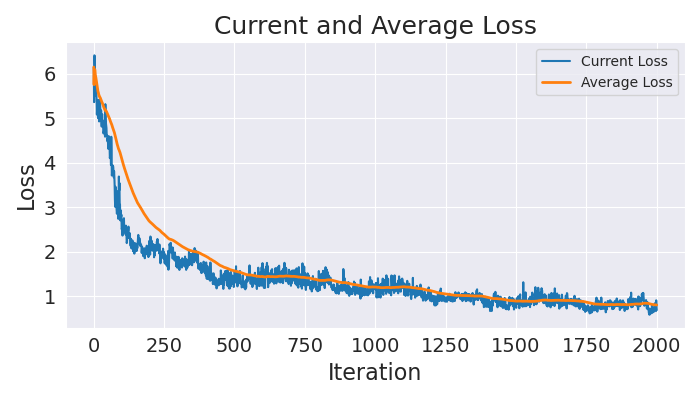 Current and Average Loss
Current Loss
Average Loss
6
5
4
3
2
1
Loss
0 250 500 750 1000 1250 1500 1750 2000
Iteration